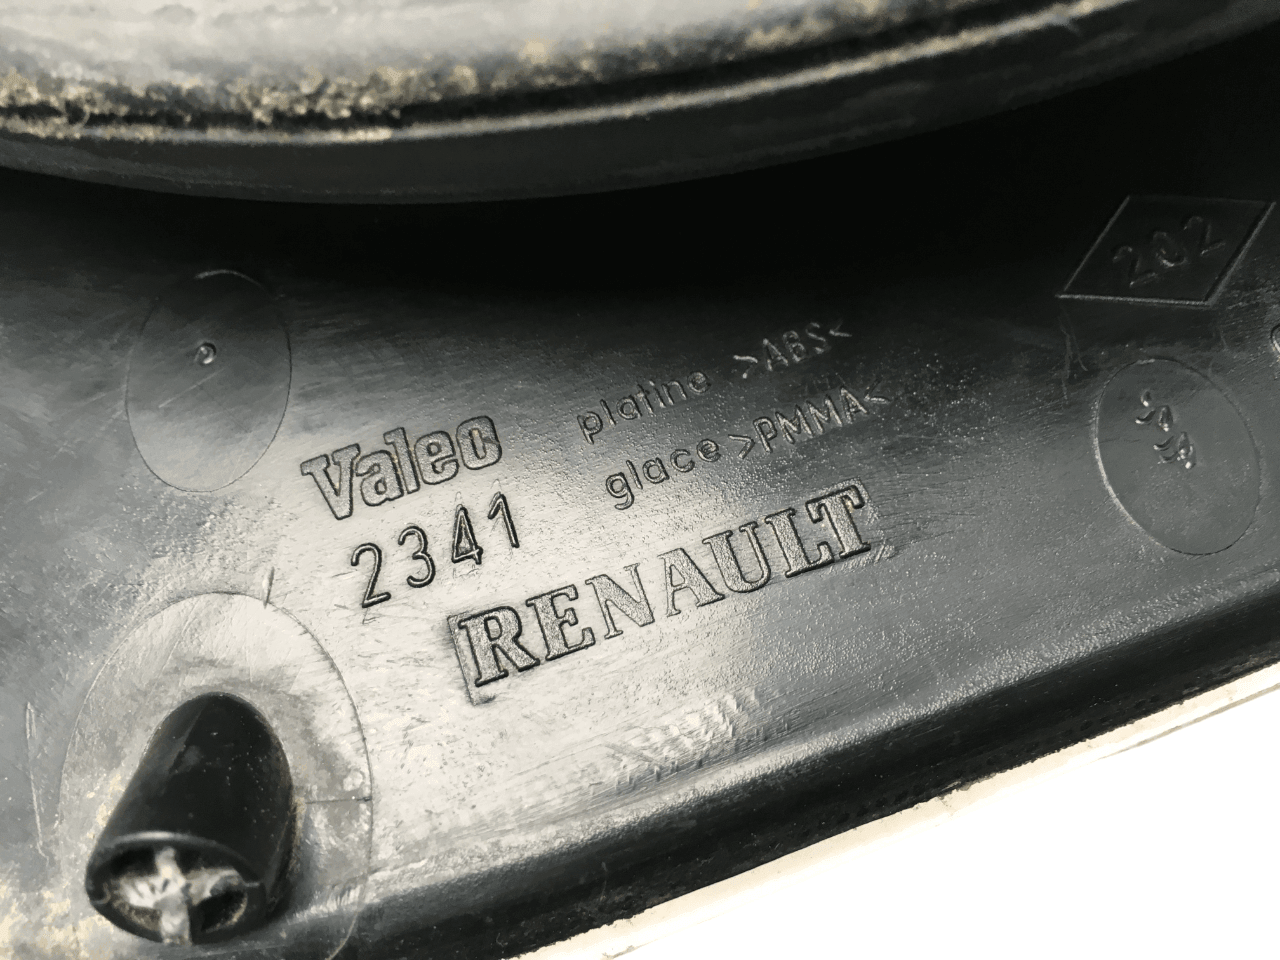 202
platine >ABS<
glace >PMMA<
Valeo
2341
RENAULT